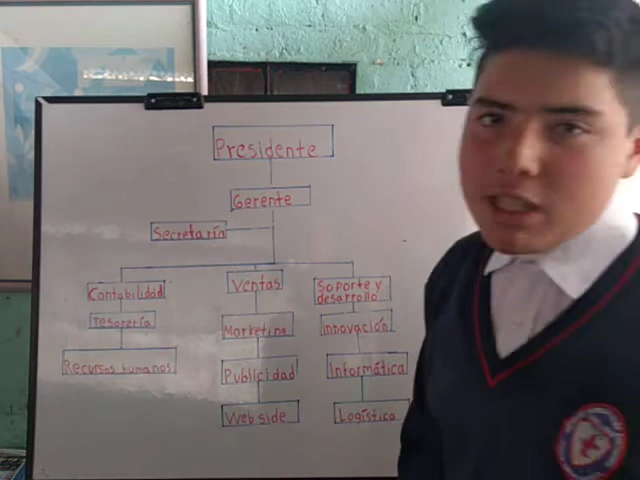 Presidente
Gerente
Secretaría
Contabilidad
Tesorería
Recursos humanos
Ventas
Marketing
Publicidad
Web side
Soporte y
desarrollo
Innovación
Informática
Logística